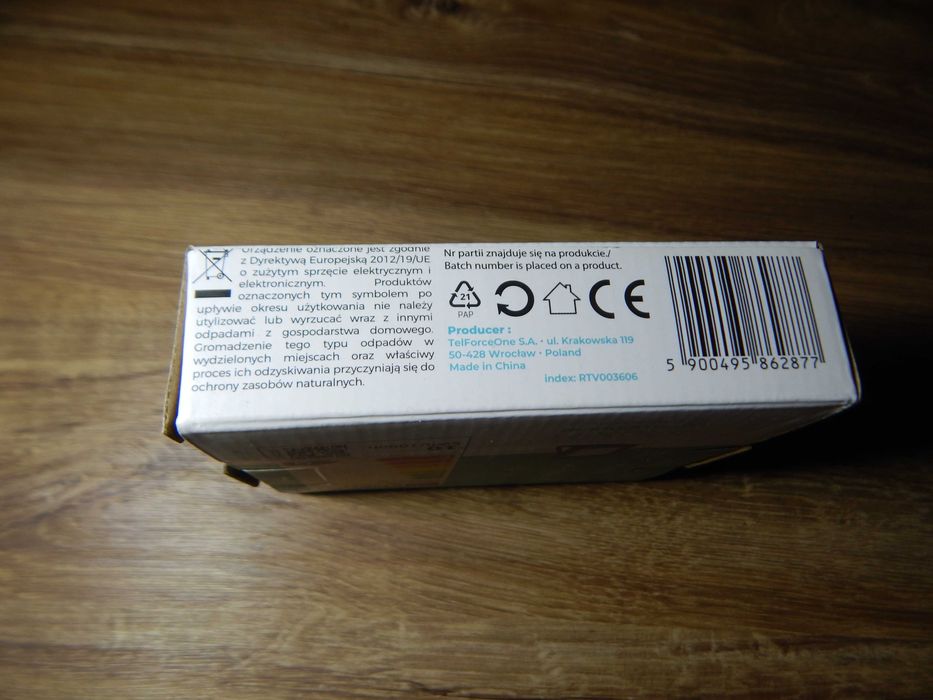 Urządzenie oznaczone jest zgodnie
z Dyrektywą Europejską 2012/19/UE
o zużytym sprzęcie elektrycznym i
elektronicznym. Produktów
oznaczonych tym symbolem po
upływie okresu użytkowania nie należy
utylizować lub wyrzucać wraz z innymi
odpadami z gospodarstwa domowego.
Gromadzenie tego typu odpadów w
wydzielonych miejscach oraz właściwy
proces ich odzyskiwania przyczyniają się do
ochrony zasobów naturalnych.
Nr partii znajduje się na produkcie./
Batch number is placed on a product.
21
PAP
CE
Producer :
TelForceOne S.A. • ul. Krakowska 119
50-428 Wrocław • Poland
Made in China
index: RTV003606
5 900495 862877